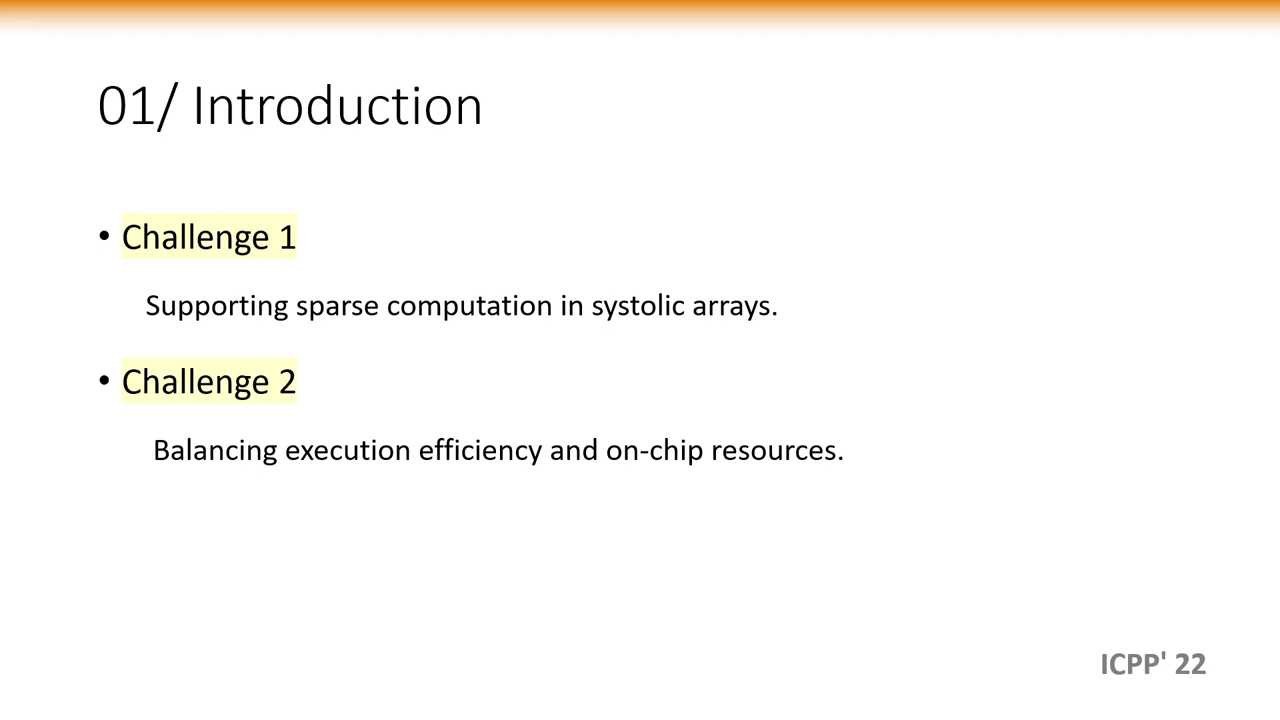 01/ Introduction
• Challenge 1
Supporting sparse computation in systolic arrays.
• Challenge 2
Balancing execution efficiency and on-chip resources.
ICPP' 22